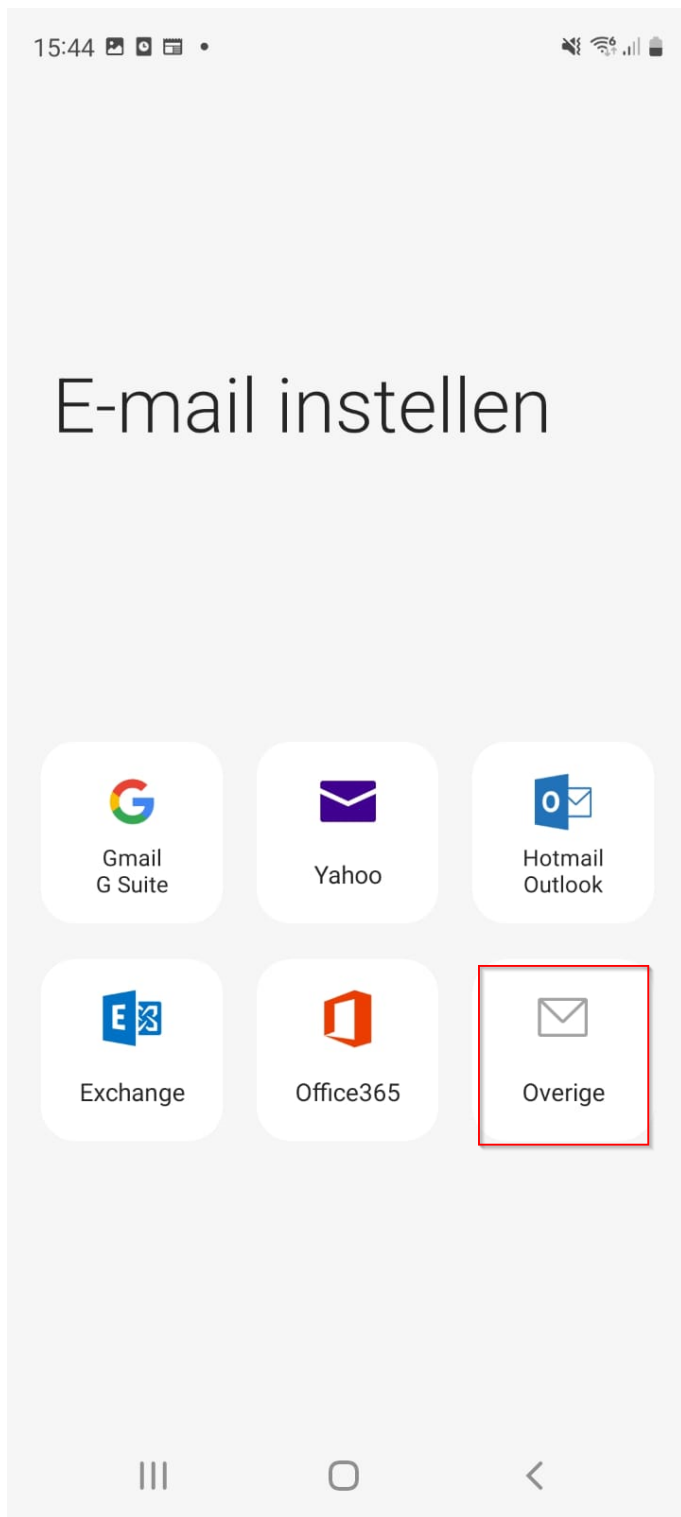 15:44
E-mail instellen
Gmail
G Suite
Yahoo
Hotmail
Outlook
Exchange
Office365
Overige